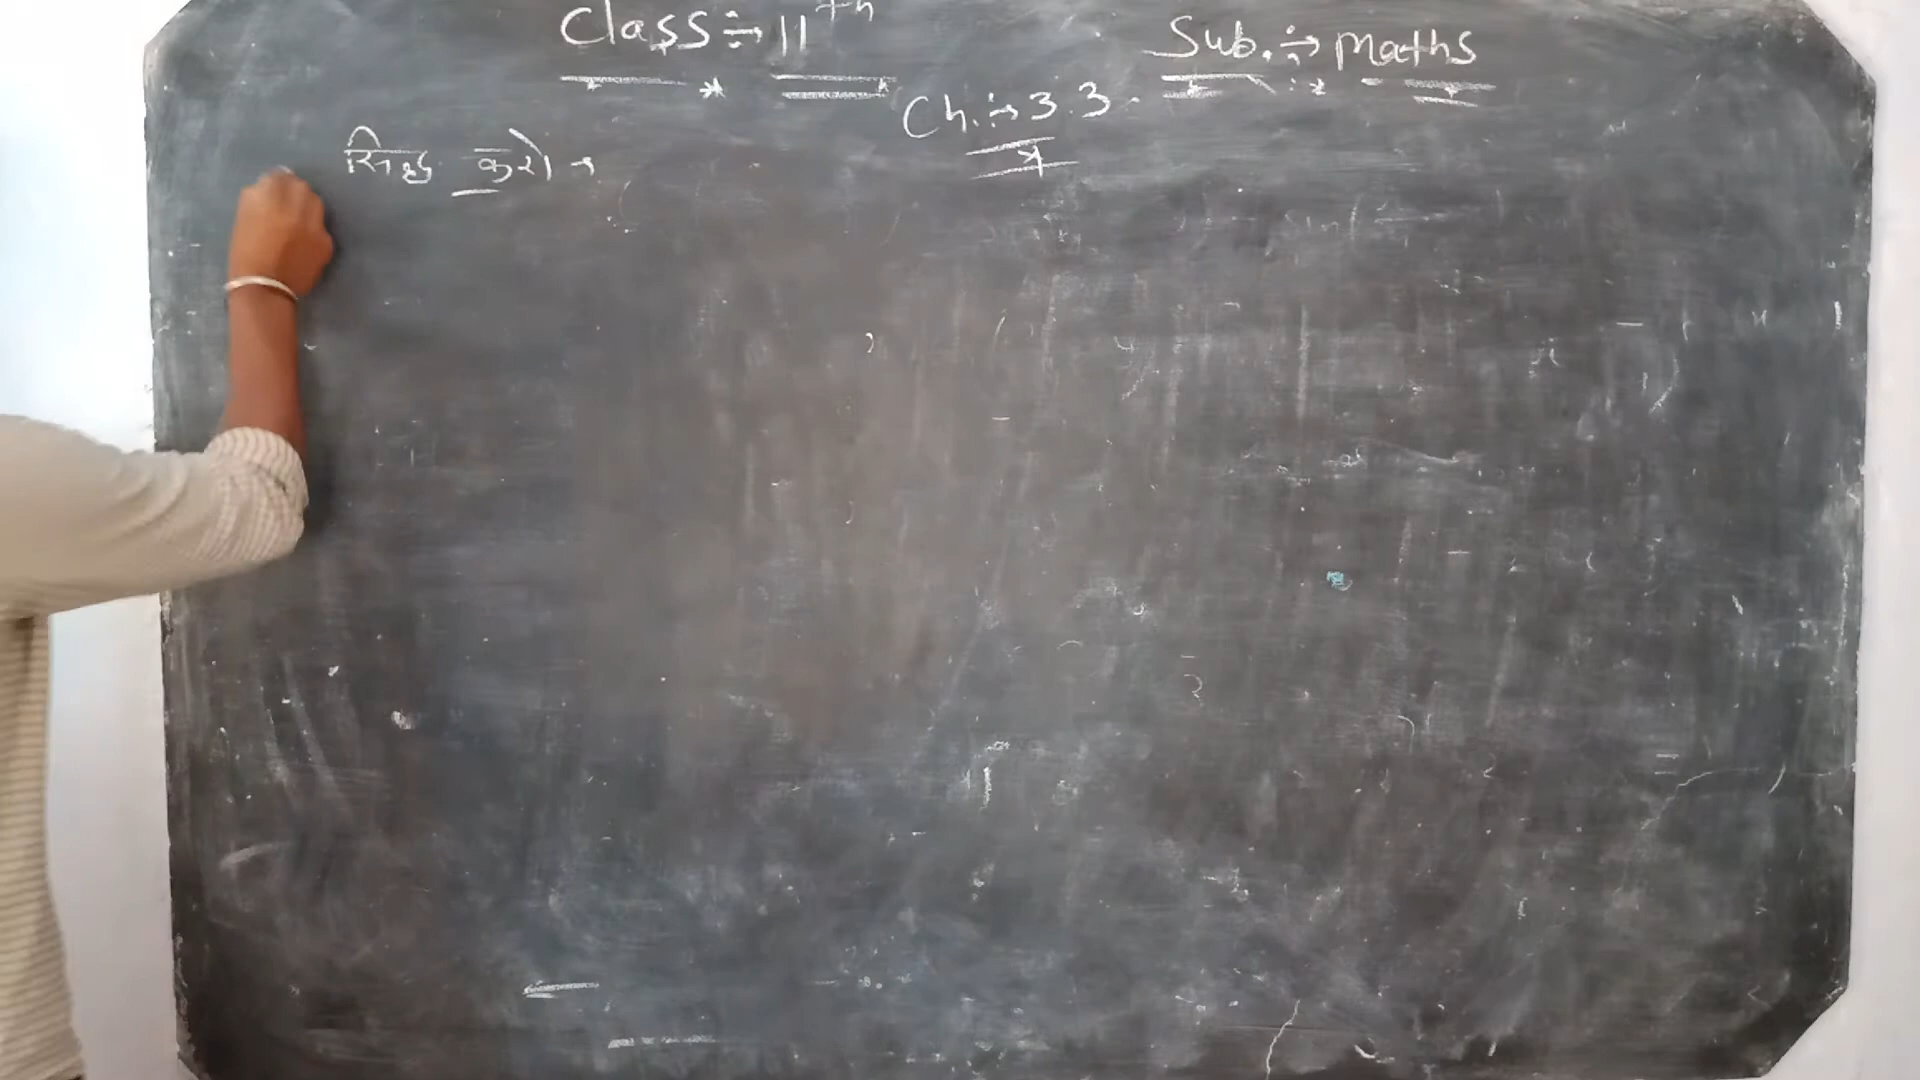 Class ÷→ 11th Sub. ÷→ Maths
Ch. ÷→ 3.3
सिद्ध करो →